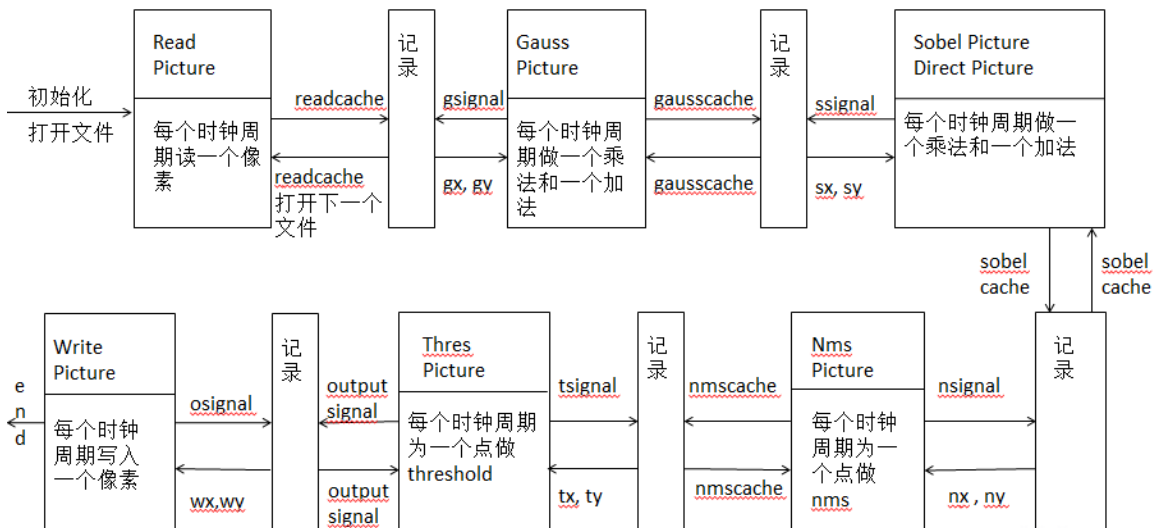 Read
Picture
每个时钟周
期读一个像
素
初始化
打开文件
readcache
readcache
打开下一个
文件
记
录
gsignal
gx, gy
Gauss
Picture
每个时钟周
期做一个乘
法和一个加
法
gausscache
gausscache
记
录
ssignal
sx, sy
Sobel Picture
Direct Picture
每个时钟周期做一
个乘法和一个加法
sobel
cache
sobel
cache
Write
Picture
每个时钟
周期写入
一个像素
e
n
d
osignal
wx,wy
记
录
output
signal
output
signal
Thres
Picture
每个时钟周期
为一个点做
threshold
tsignal
tx, ty
记
录
nmscache
nmscache
Nms
Picture
每个时钟
周期为一
个点做
nms
nsignal
nx , ny
记
录